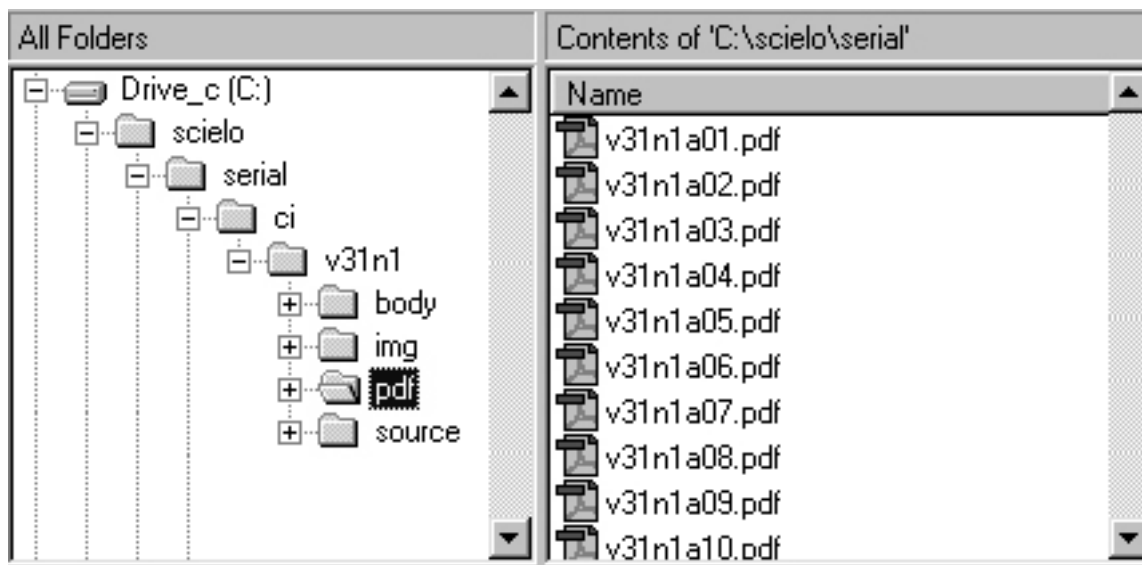 All Folders
Drive_c (C:)
scielo
serial
ci
v31n1
body
img
pdf
source
Contents of 'C:\scielo\serial'
Name
v31n1a01.pdf
v31n1a02.pdf
v31n1a03.pdf
v31n1a04.pdf
v31n1a05.pdf
v31n1a06.pdf
v31n1a07.pdf
v31n1a08.pdf
v31n1a09.pdf
v31n1a10.pdf